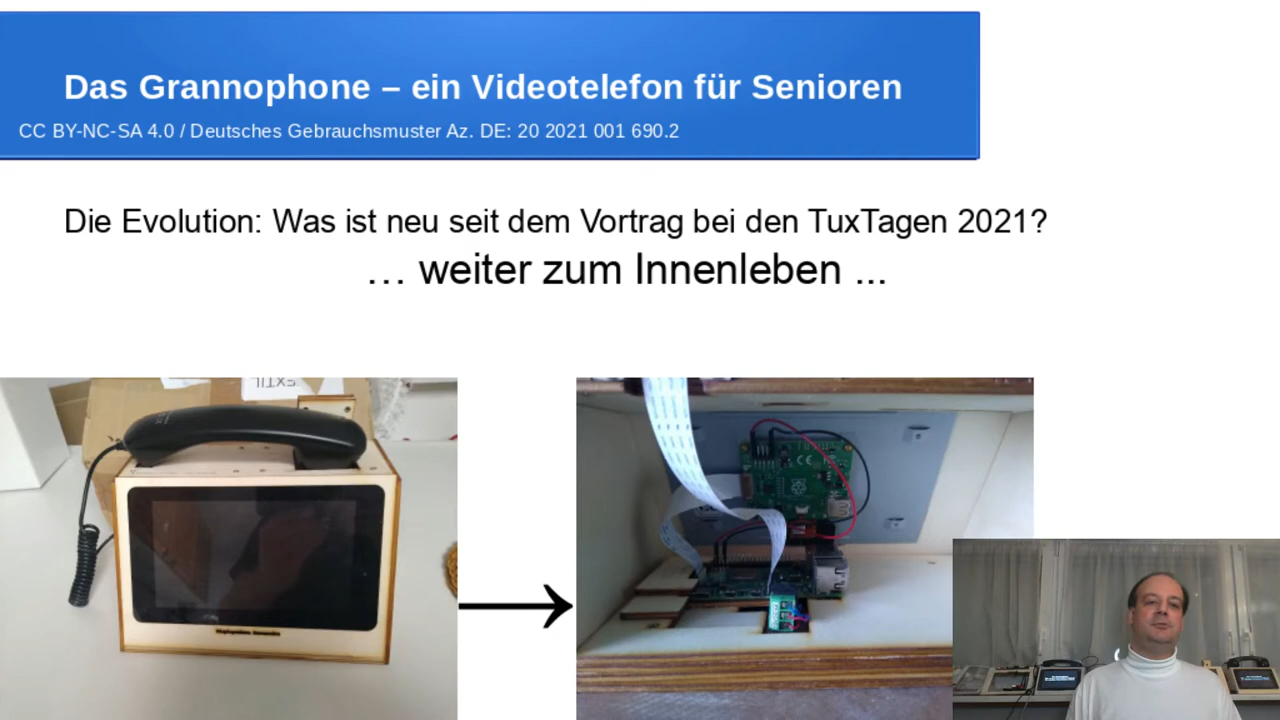 Das Grannophone – ein Videotelefon für Senioren
CC BY-NC-SA 4.0 / Deutsches Gebrauchsmuster Az. DE: 20 2021 001 690.2
Die Evolution: Was ist neu seit dem Vortrag bei den TuxTagen 2021?
… weiter zum Innenleben ...